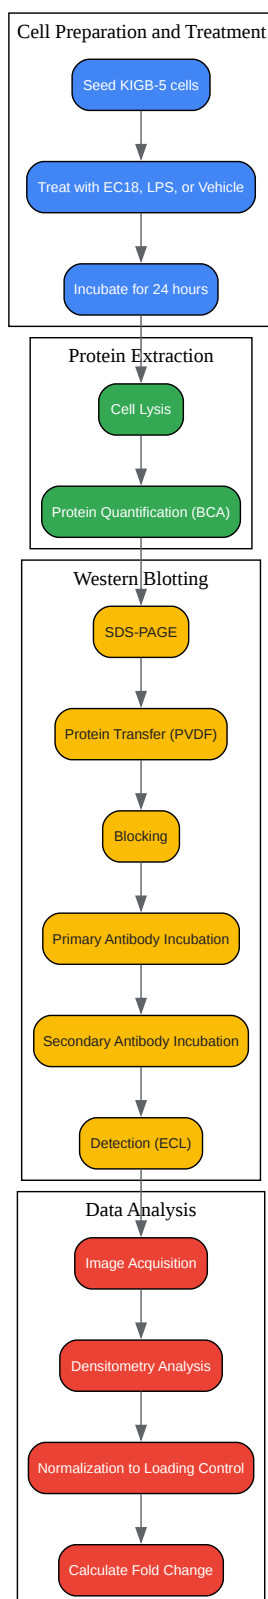 Cell Preparation and Treatment
Seed KIGB-5 cells
Treat with EC18, LPS, or Vehicle
Incubate for 24 hours
Protein Extraction
Cell Lysis
Protein Quantification (BCA)
Western Blotting
SDS-PAGE
Protein Transfer (PVDF)
Blocking
Primary Antibody Incubation
Secondary Antibody Incubation
Detection (ECL)
Data Analysis
Image Acquisition
Densitometry Analysis
Normalization to Loading Control
Calculate Fold Change